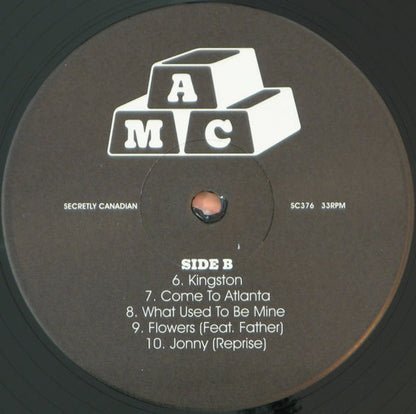 A
M C
SECRETLY CANADIAN
SC376 33RPM
SIDE B
6. Kingston
7. Come To Atlanta
8. What Used To Be Mine
9. Flowers (Feat. Father)
10. Jonny (Reprise)